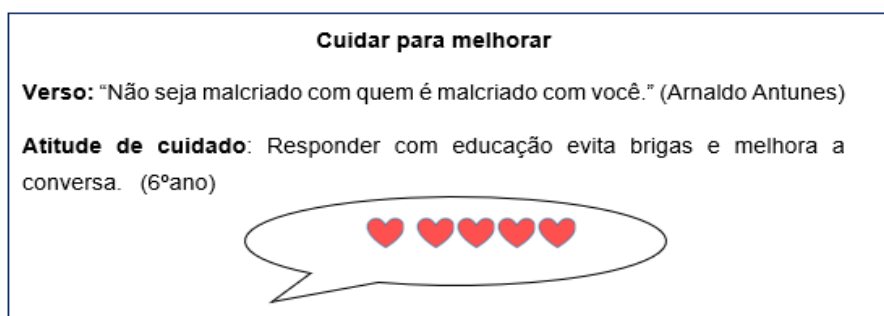 Cuidar para melhorar
Verso: “Não seja malcriado com quem é malcriado com você.” (Arnaldo Antunes)
Atitude de cuidado: Responder com educação evita brigas e melhora a
conversa. (6ºano)